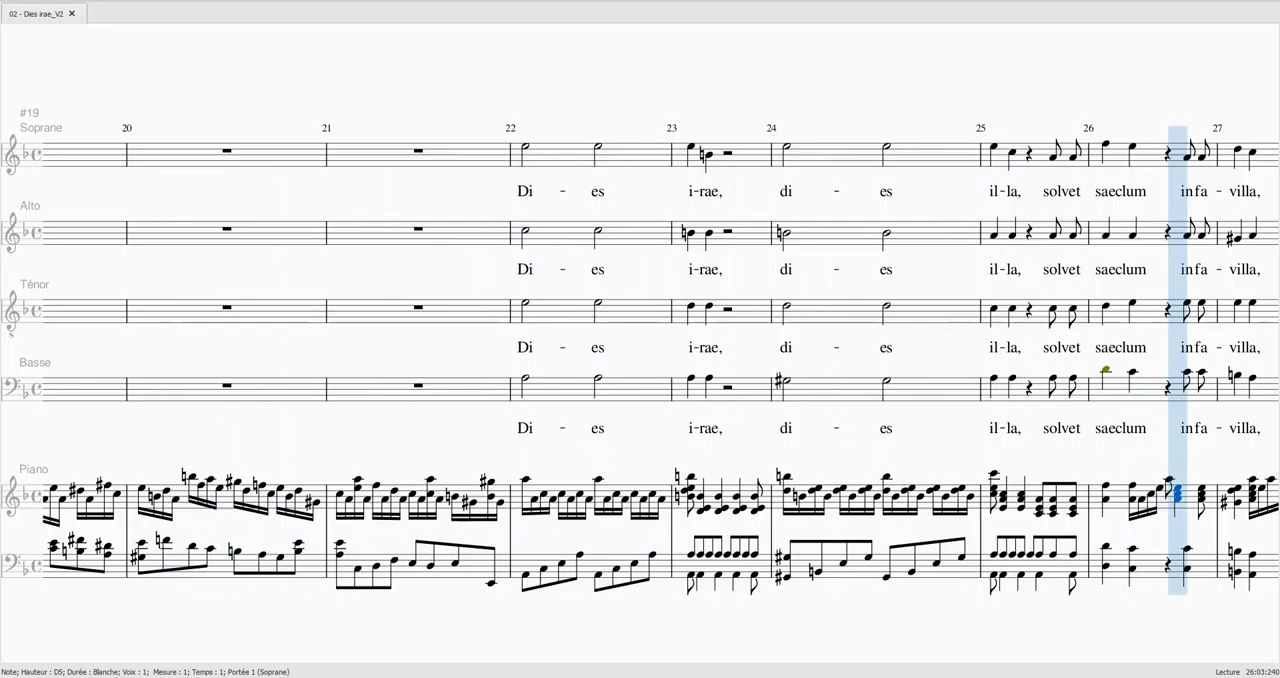 02 - Dies irae_V2 ×
#19
Soprane
20 21 22 23 24 25 26 27
Di - es i-rae, di - es il-la, solvet saeclum infa - villa,
Alto
Di - es i-rae, di - es il-la, solvet saeclum infa - villa,
Ténor
8
Di - es i-rae, di - es il-la, solvet saeclum infa - villa,
Basse
Di - es i-rae, di - es il-la, solvet saeclum infa - villa,
Piano
Note; Hauteur : D5; Durée : Blanche; Voix : 1; Mesure : 1; Temps : 1; Portée 1 (Soprane) Lecture 26:03:240